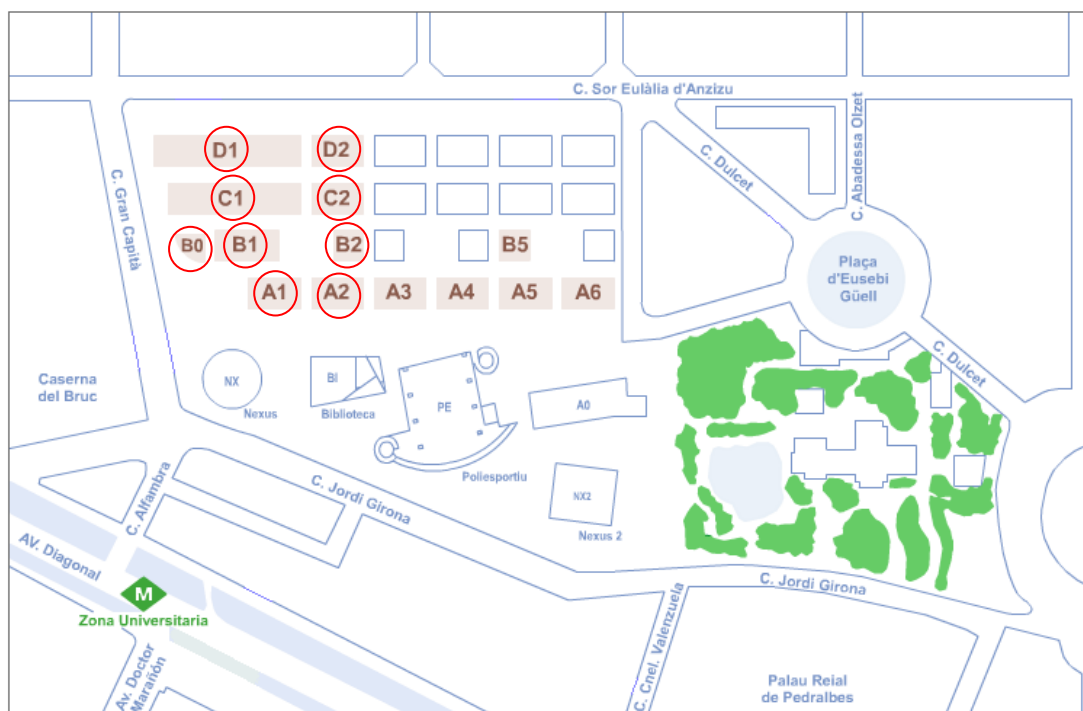 C. Sor Eulàlia d'Anzizu
D1
D2
C. Dulcet
C. Abadessa Olzet
C. Gran Capità
C1
C2
B0
B1
B2
B5
Plaça
d'Eusebi
Güell
A1
A2
A3
A4
A5
A6
C. Dulcet
Caserna
del Bruc
NX
Nexus
BI
Biblioteca
PE
Poliesportiu
A0
NX2
Nexus 2
C. Jordi Girona
C. Alfambra
AV. Diagonal
M
Zona Universitaria
C. Jordi Girona
C. Cnel. Valenzuela
Av. Doctor
Marañón
Palau Reial
de Pedralbes